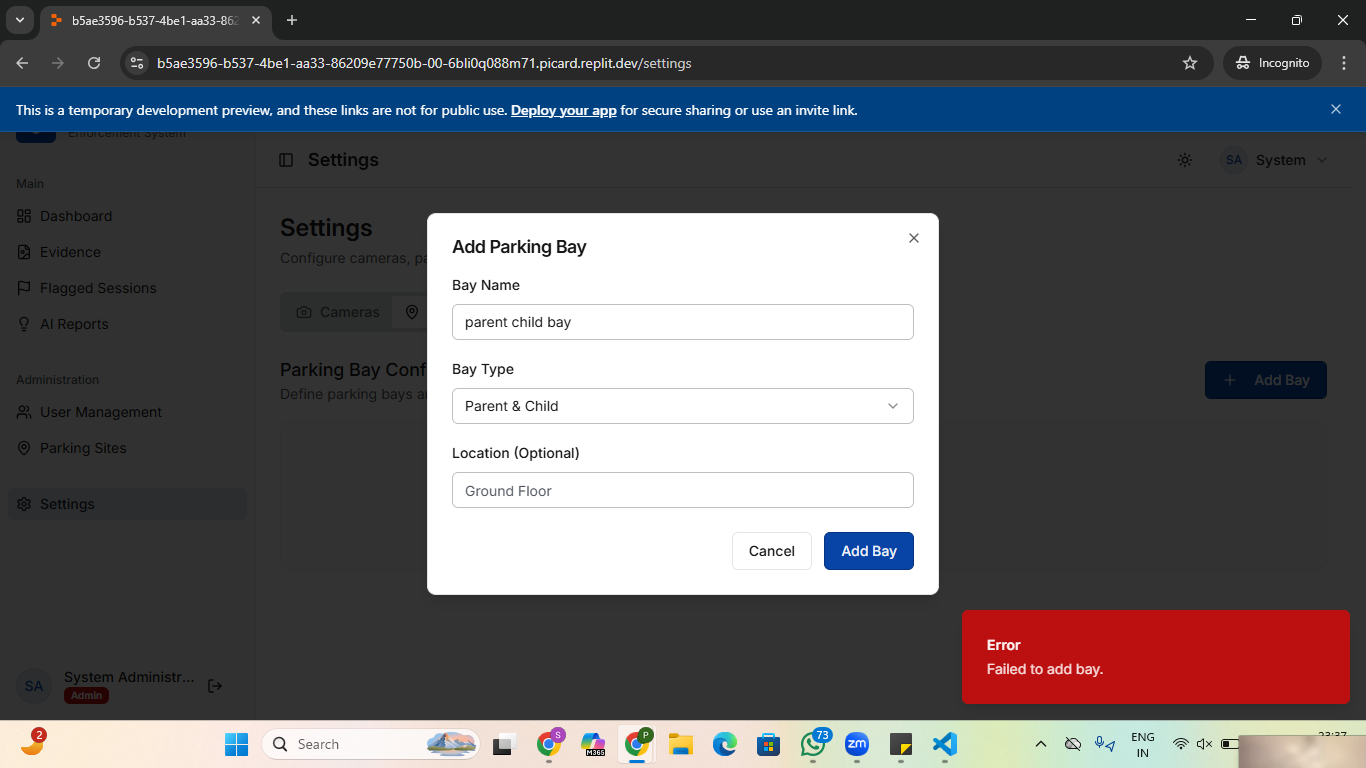 b5ae3596-b537-4be1-aa33-862
b5ae3596-b537-4be1-aa33-86209e77750b-00-6bli0q088m71.picard.replit.dev/settings
Incognito
This is a temporary development preview, and these links are not for public use. Deploy your app for secure sharing or use an invite link.
Enforcement System
Settings
SA
System
Main
Dashboard
Evidence
Flagged Sessions
AI Reports
Administration
User Management
Parking Sites
Settings
SA
System Administr...
Admin
Settings
Configure cameras, pa
Cameras
Parking Bay Conf
Define parking bays a
Add Bay
Add Parking Bay
Bay Name
parent child bay
Bay Type
Parent & Child
Location (Optional)
Ground Floor
Cancel
Add Bay
Error
Failed to add bay.
2
Search
S
M365
P
73
zm
ENG
IN